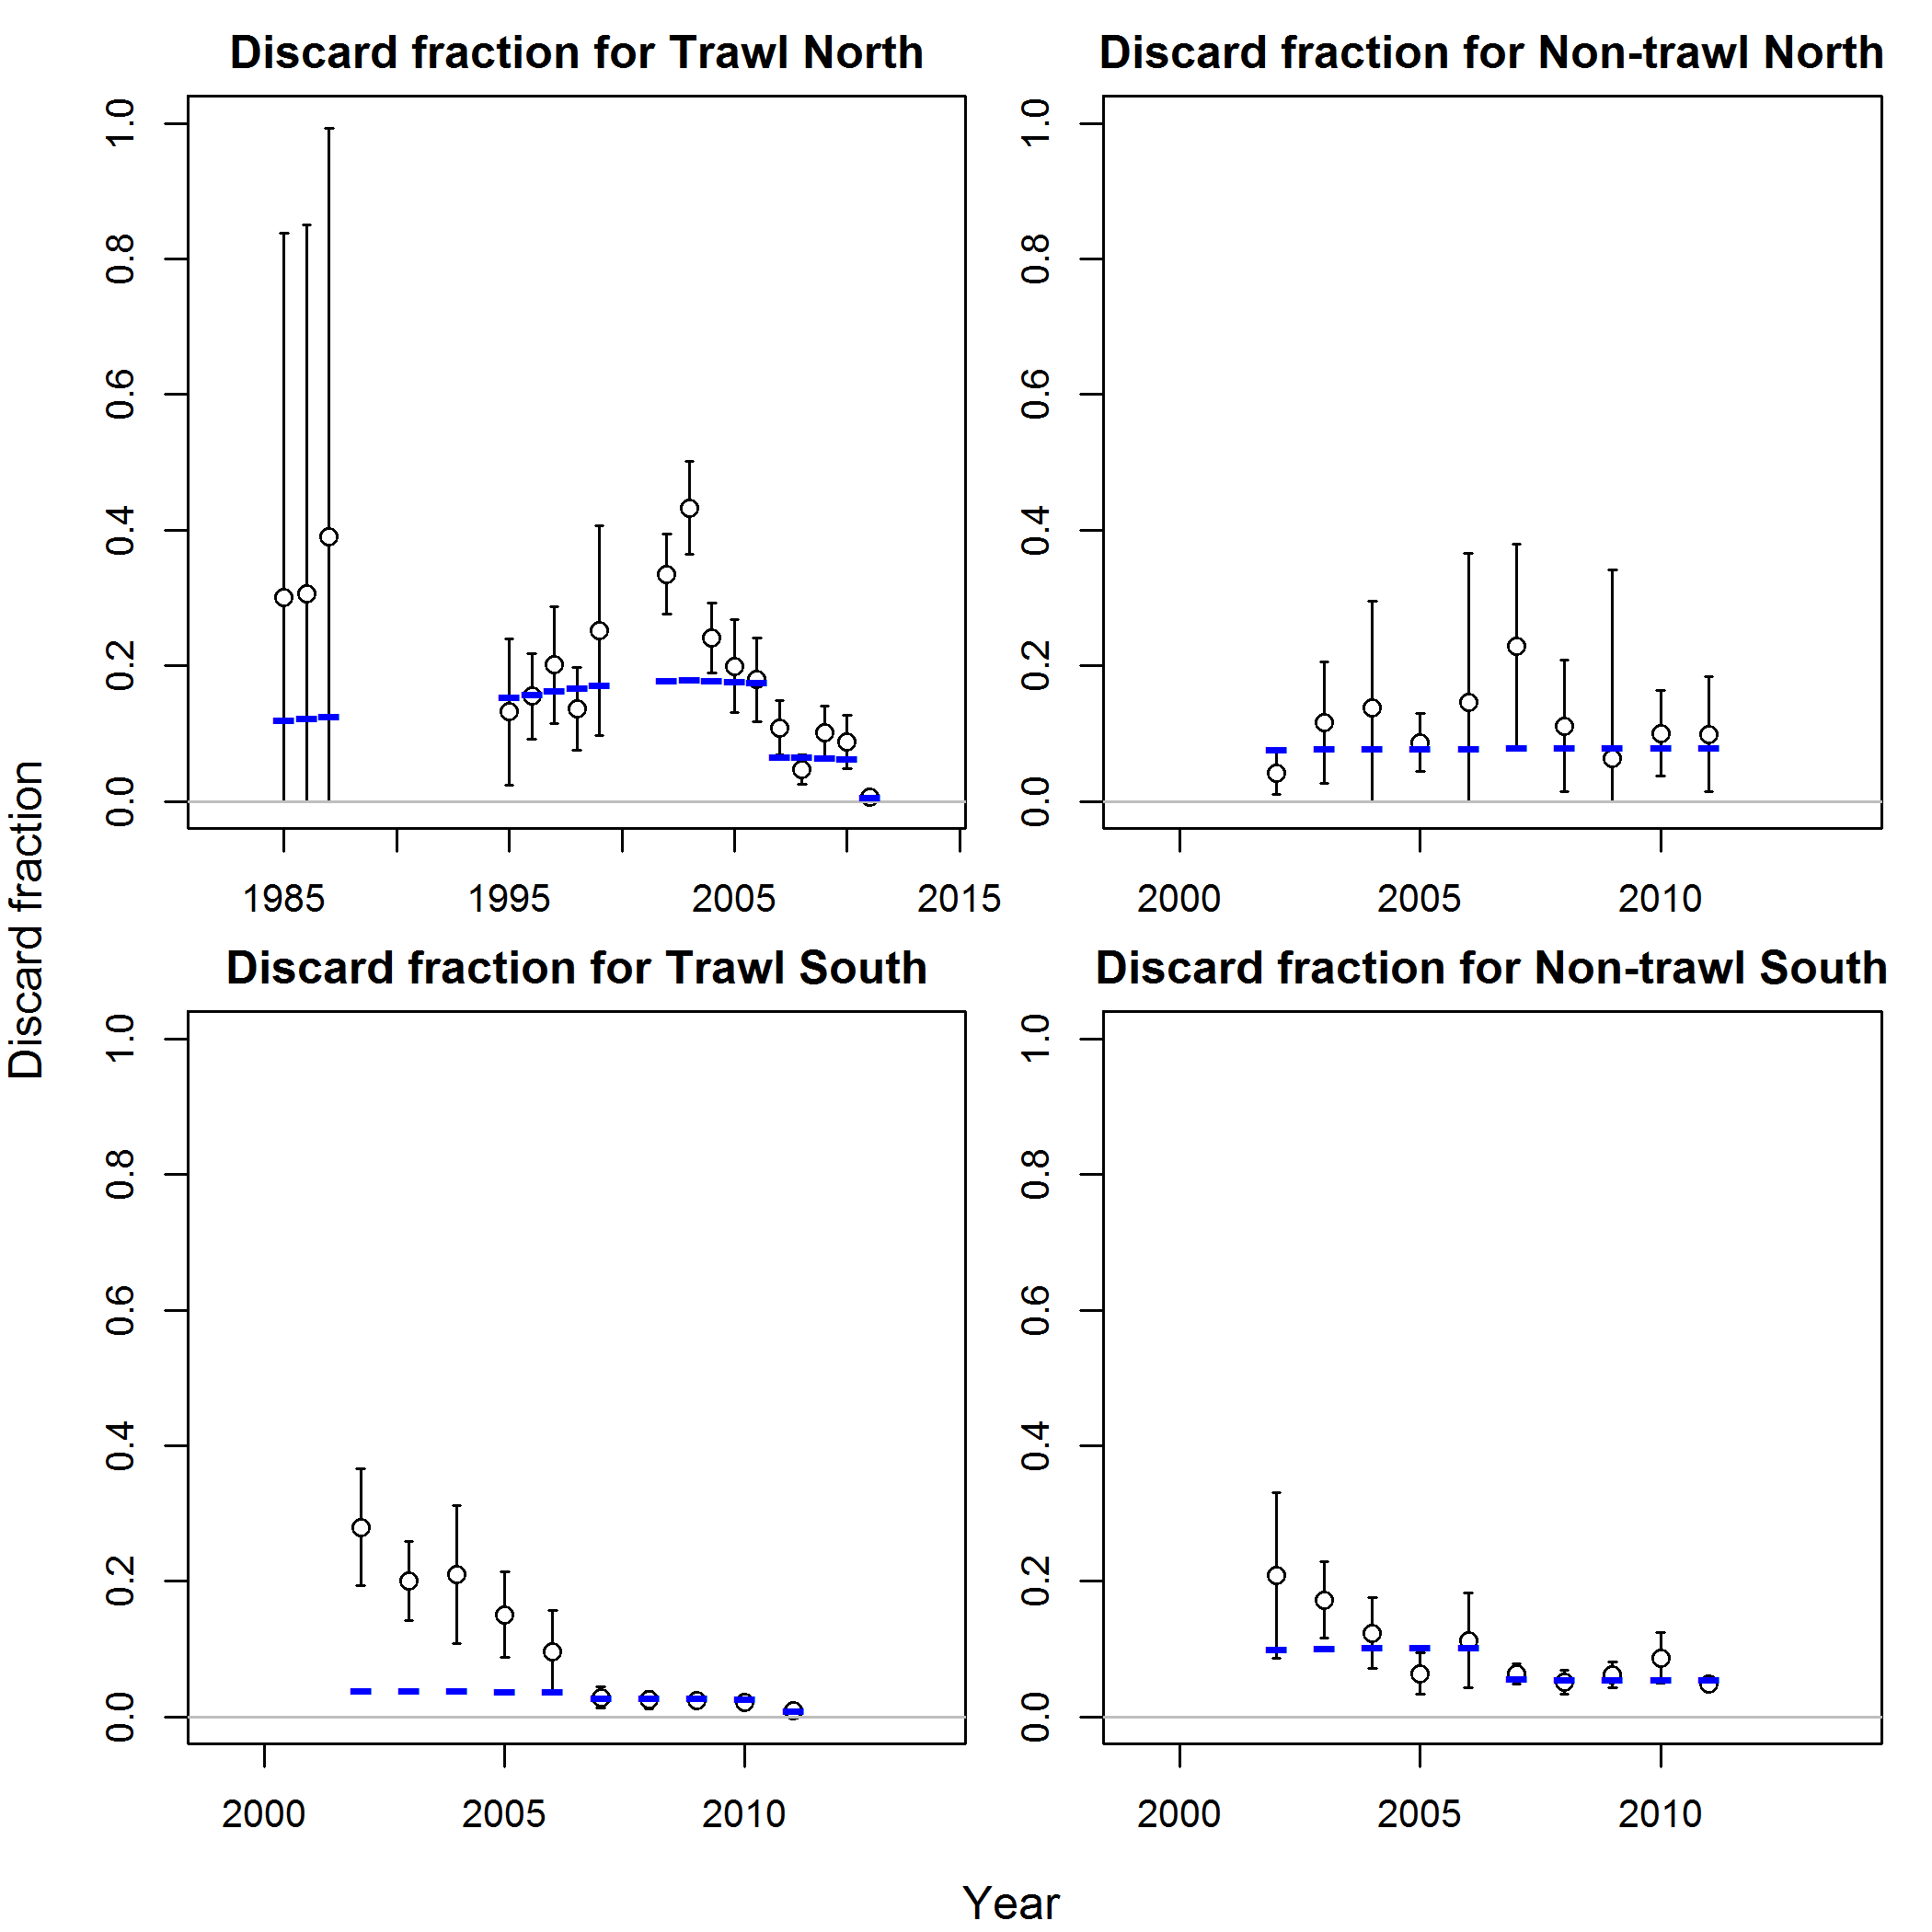 Discard fraction for Trawl North
1.0
0.8
0.6
0.4
0.2
0.0
1985 1995 2005 2015
Discard fraction for Non-trawl North
1.0
0.8
0.6
0.4
0.2
0.0
2000 2005 2010
Discard fraction
Discard fraction for Trawl South
1.0
0.8
0.6
0.4
0.2
0.0
2000 2005 2010
Discard fraction for Non-trawl South
1.0
0.8
0.6
0.4
0.2
0.0
2000 2005 2010
Year